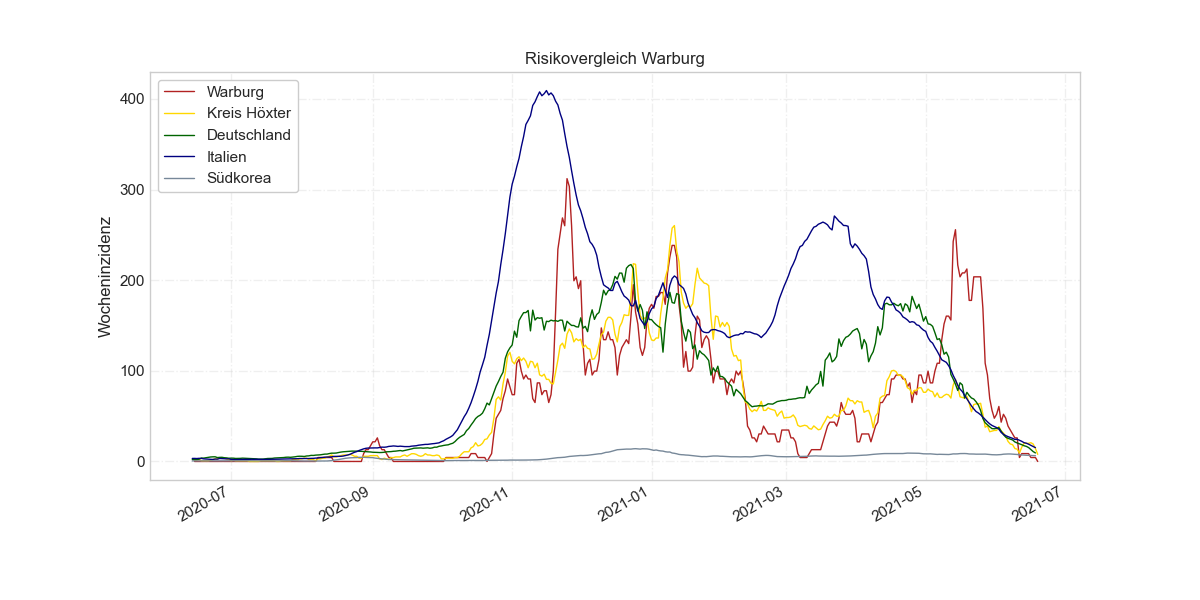 Risikovergleich Warburg
Wocheninzidenz
400
300
200
100
0
Warburg
Kreis Höxter
Deutschland
Italien
Südkorea
2020-07
2020-09
2020-11
2021-01
2021-03
2021-05
2021-07